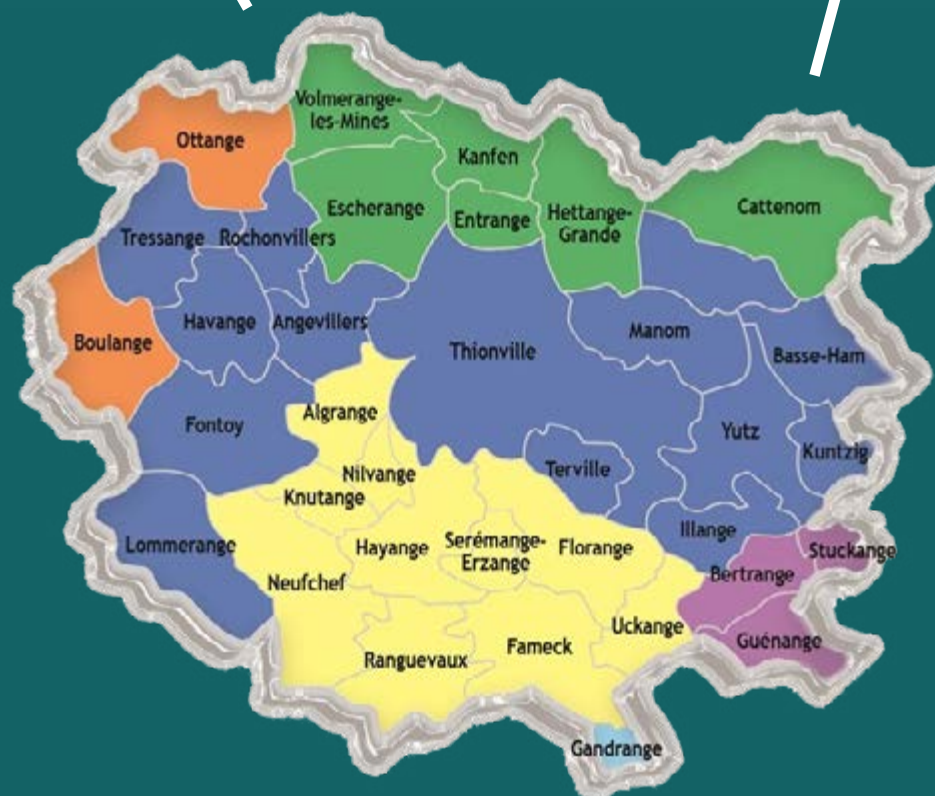 Volmerange-
les-Mines
Ottange
Kanfen
Escherange
Entrange
Hettange-
Grande
Cattenom
Tressange
Rochonvillers
Havange
Angevillers
Boulange
Thionville
Manom
Basse-Ham
Algrange
Fontoy
Yutz
Kuntzig
Nilvange
Terville
Knutange
Illange
Lommerange
Hayange
Serémange-
Erzange
Florange
Stuckange
Neufchef
Bertrange
Uckange
Guénange
Ranguevaux
Fameck
Gandrange